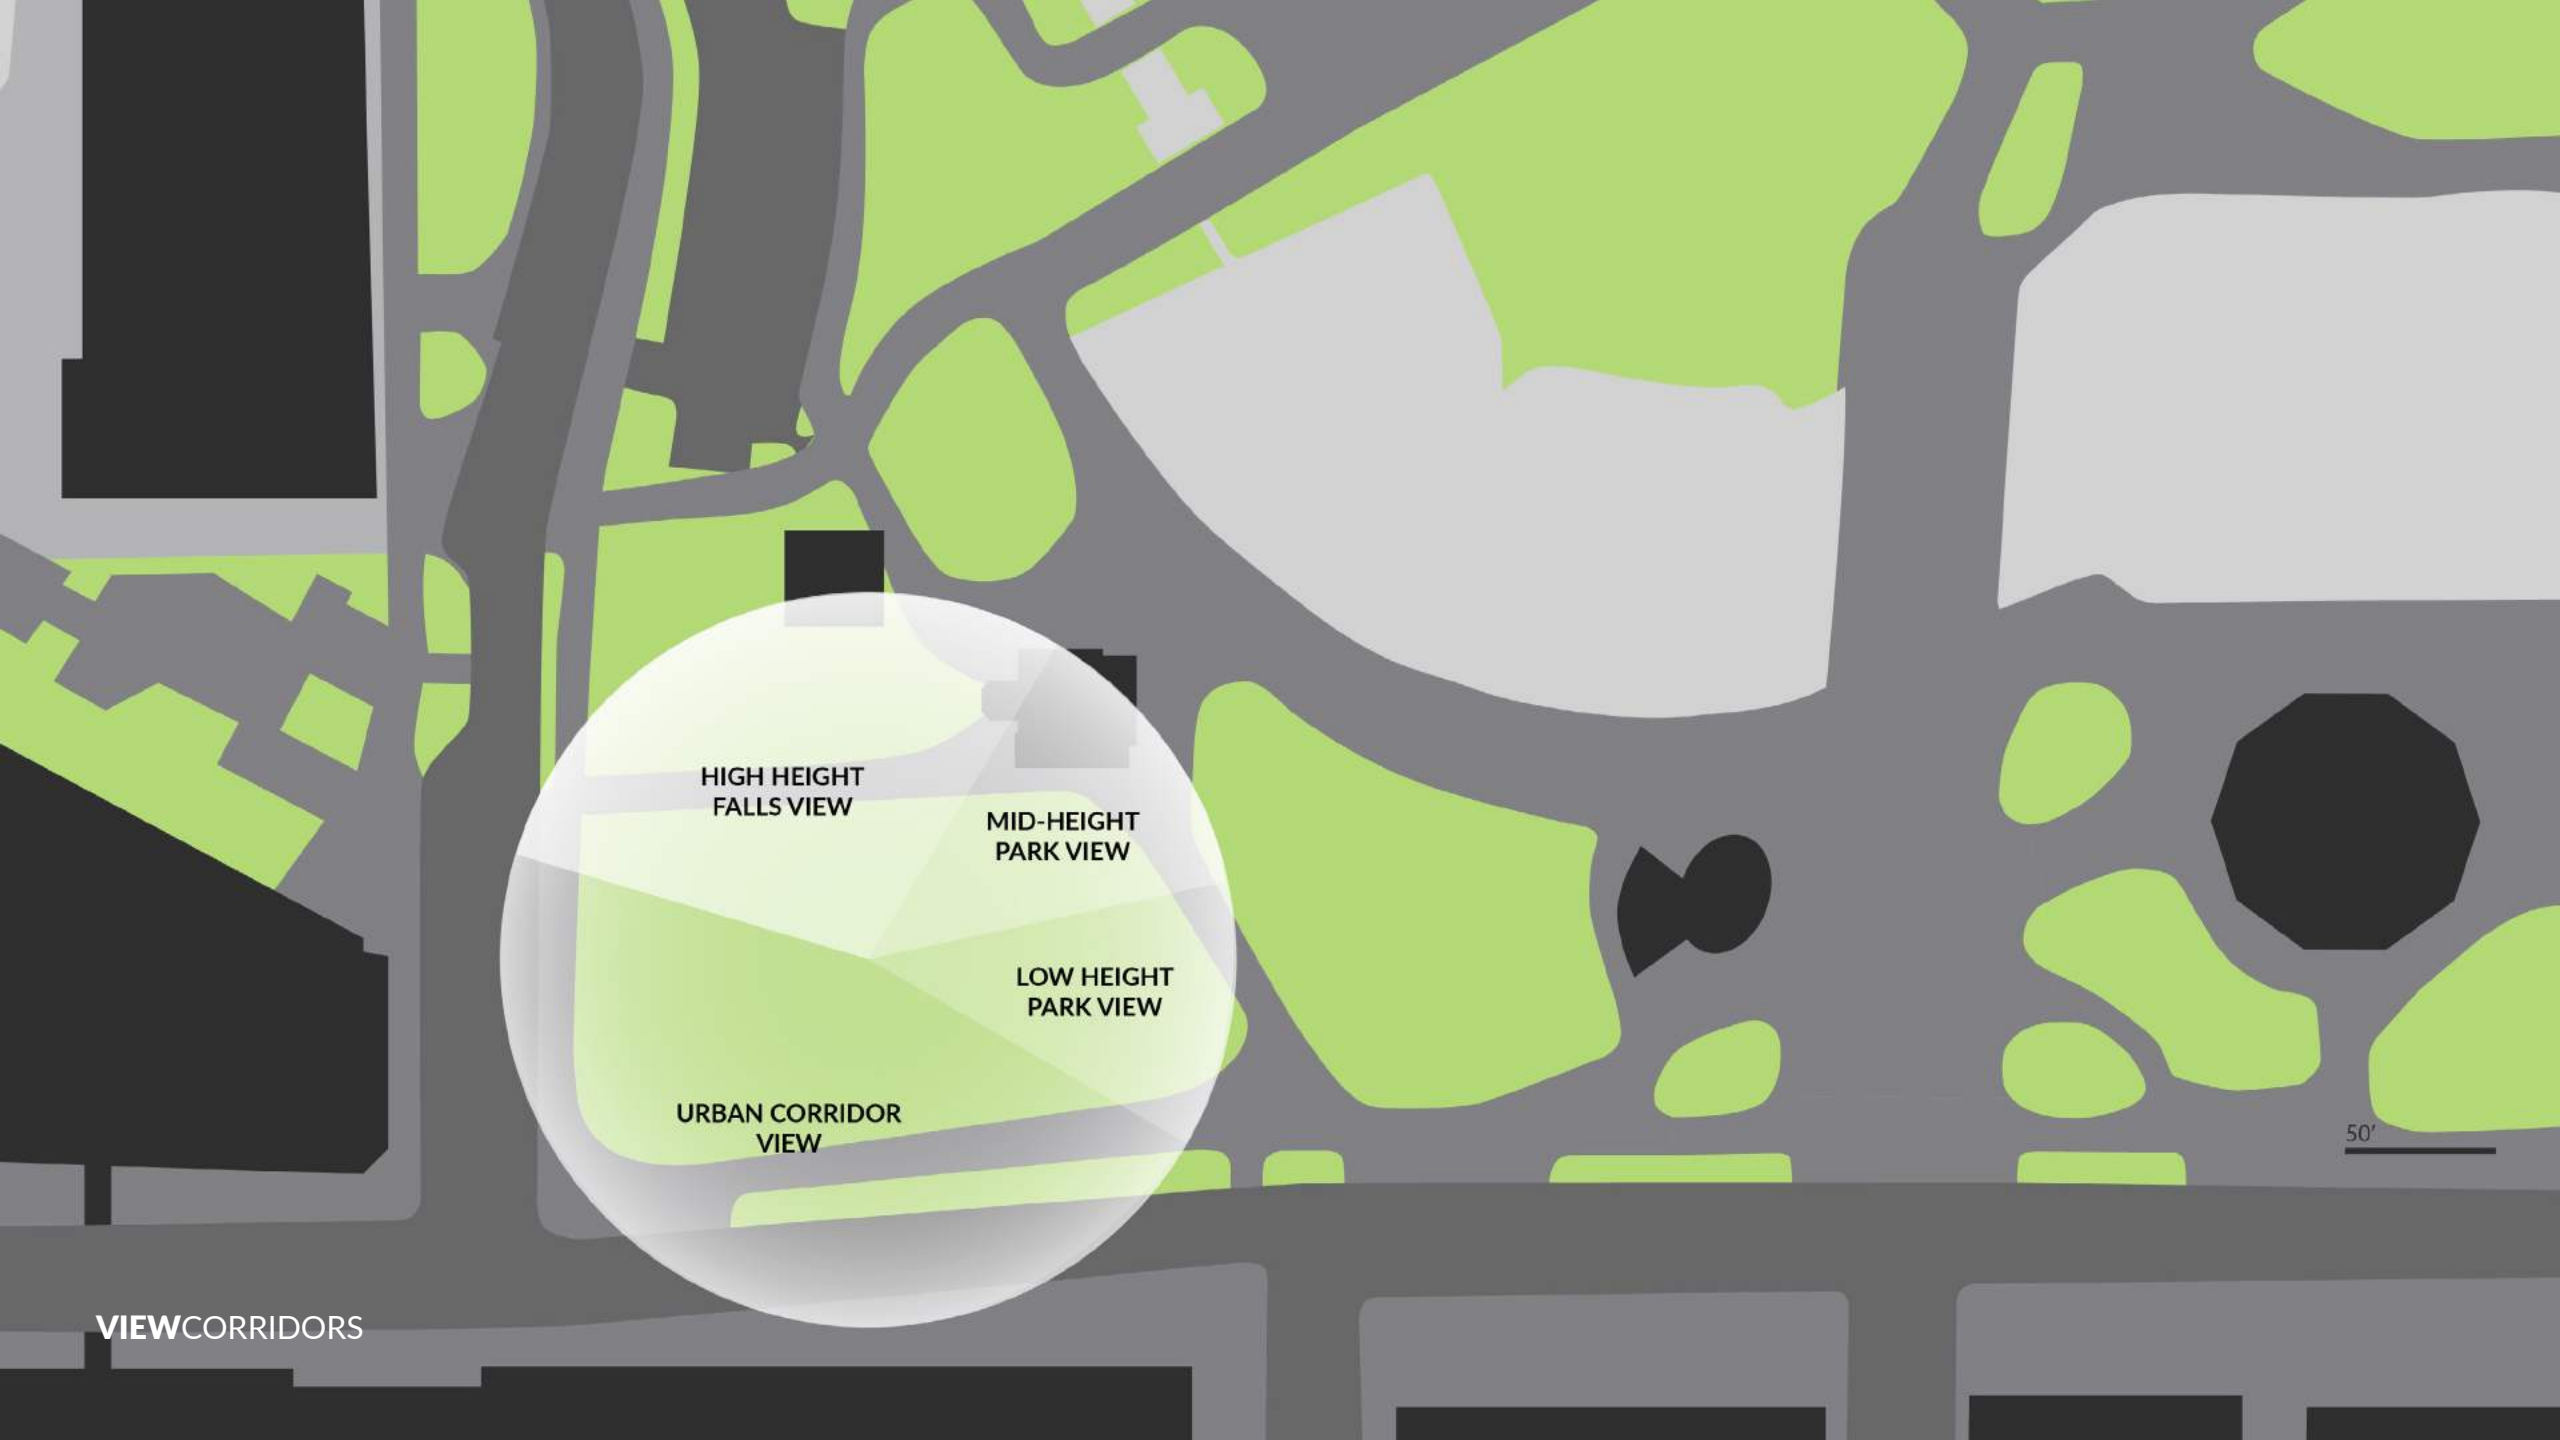 HIGH HEIGHT
FALLS VIEW
MID-HEIGHT
PARK VIEW
LOW HEIGHT
PARK VIEW
URBAN CORRIDOR
VIEW
50'
VIEWCORRIDORS